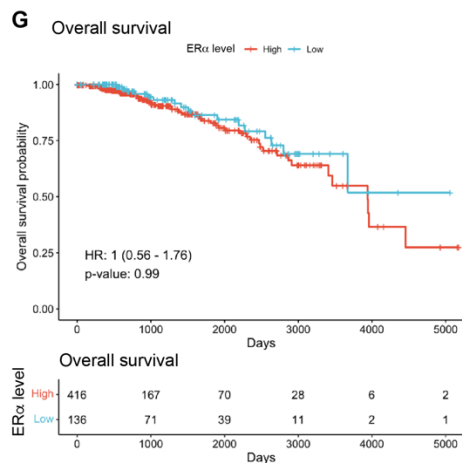 G
Overall survival
ERα level High Low
Overall survival probability
1.00
0.75
0.50
0.25
0.00
HR: 1 (0.56 - 1.76)
p-value: 0.99
0 1000 2000 3000 4000 5000
Days
Overall survival
ERα level
High 416 167 70 28 6 2
Low 136 71 39 11 2 1
0 1000 2000 3000 4000 5000
Days